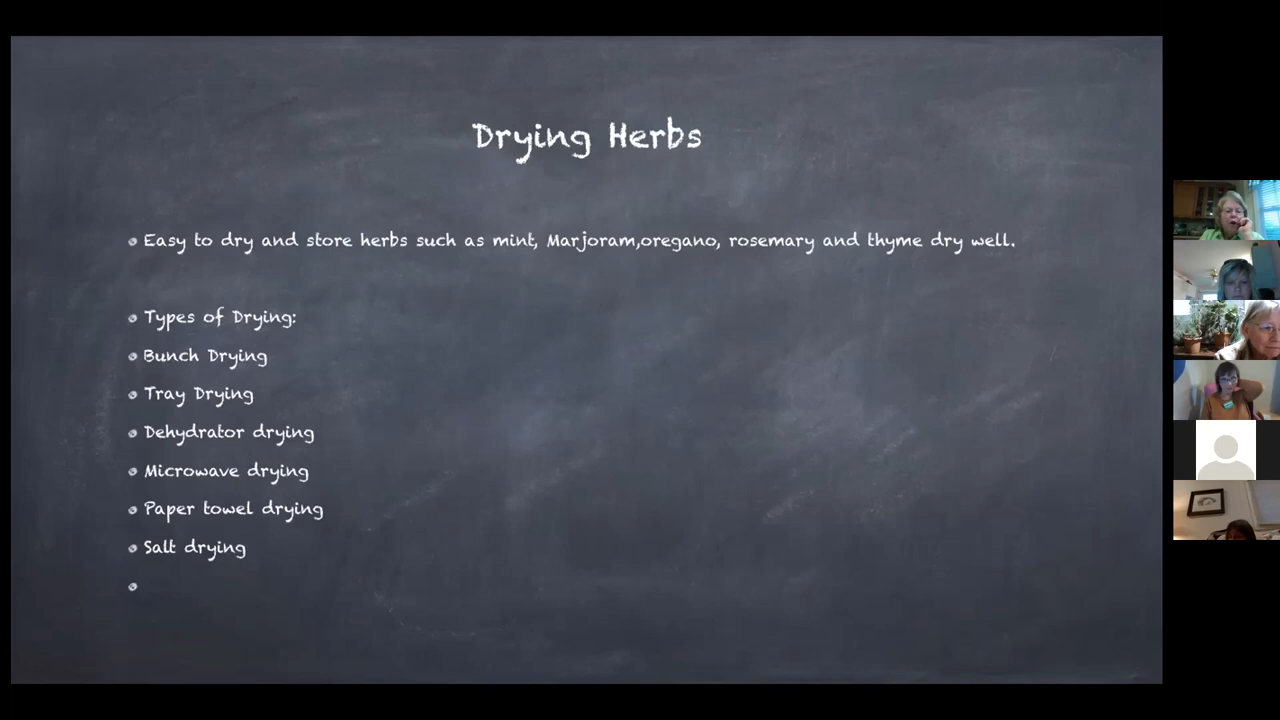 Drying Herbs
Easy to dry and store herbs such as mint, Marjoram,oregano, rosemary and thyme dry well.
Types of Drying:
Bunch Drying
Tray Drying
Dehydrator drying
Microwave drying
Paper towel drying
Salt drying